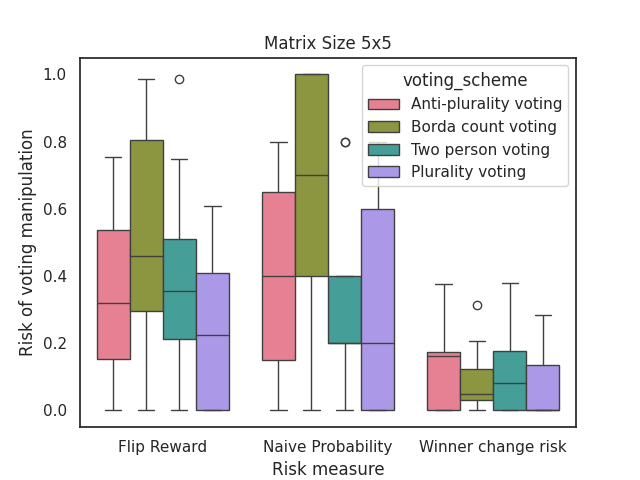 Matrix Size 5x5
voting_scheme
Anti-plurality voting
Borda count voting
Two person voting
Plurality voting
Risk of voting manipulation
1.0
0.8
0.6
0.4
0.2
0.0
Flip Reward
Naive Probability
Winner change risk
Risk measure